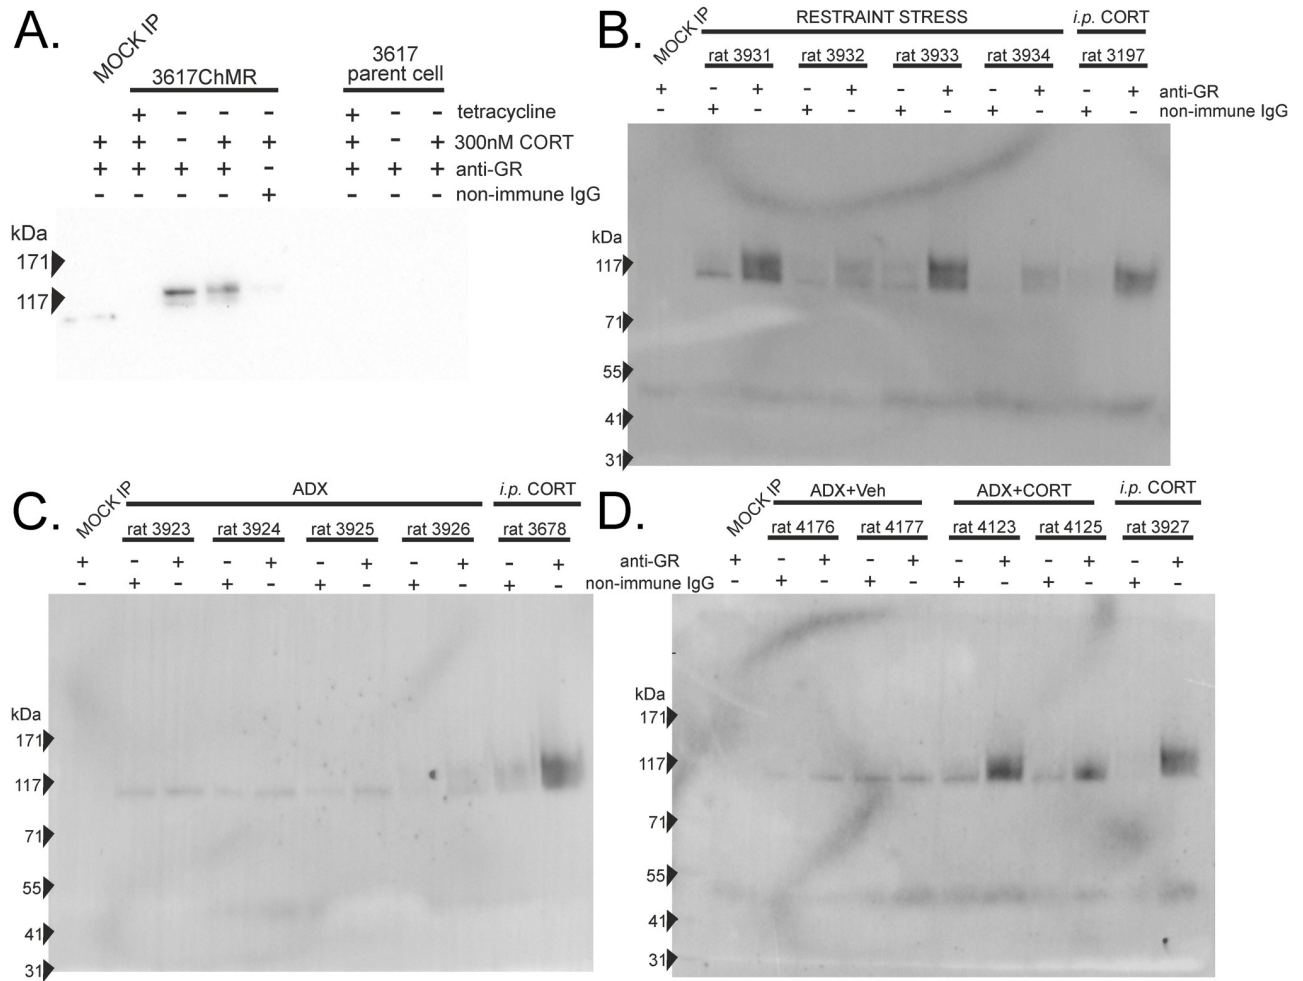 A.
MOCK IP
3617ChMR
3617
parent cell
+ - - - + - - tetracycline
+ + - + + + - + 300nM CORT
+ + + + - + + + anti-GR
- - - - + - - - non-immune IgG
kDa
171
117
B.
MOCK IP
RESTRAINT STRESS
i.p. CORT
rat 3931 rat 3932 rat 3933 rat 3934 rat 3197
+ - + - + - + - + - + anti-GR
- + - + - + - + - + - non-immune IgG
kDa
117
71
55
41
31
C.
MOCK IP
ADX
i.p. CORT
rat 3923 rat 3924 rat 3925 rat 3926 rat 3678
+ - + - + - + - + - +
- + - + - + - + - + -
kDa
171
117
71
55
41
31
D.
MOCK IP
ADX+Veh
ADX+CORT
i.p. CORT
rat 4176 rat 4177 rat 4123 rat 4125 rat 3927
anti-GR + - + - + - + - + - +
non-immune IgG - + - + - + - + - + -
kDa
171
117
71
55
41
31